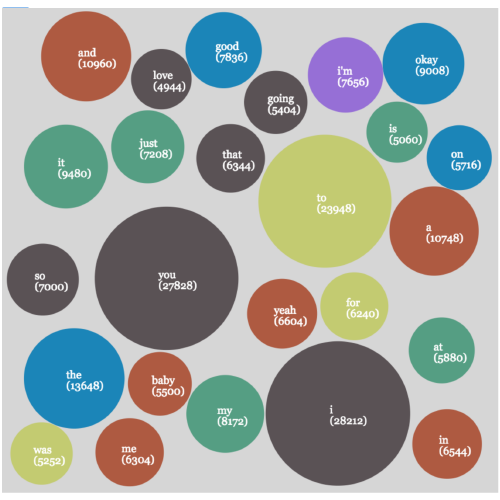 and
(10960)
love
(4944)
good
(7836)
going
(5404)
i'm
(7656)
okay
(9008)
it
(9480)
just
(7208)
that
(6344)
is
(5060)
on
(5716)
to
(23948)
a
(10748)
so
(7000)
you
(27828)
yeah
(6604)
for
(6240)
the
(13648)
baby
(5500)
my
(8172)
i
(28212)
at
(5880)
was
(5252)
me
(6304)
in
(6544)